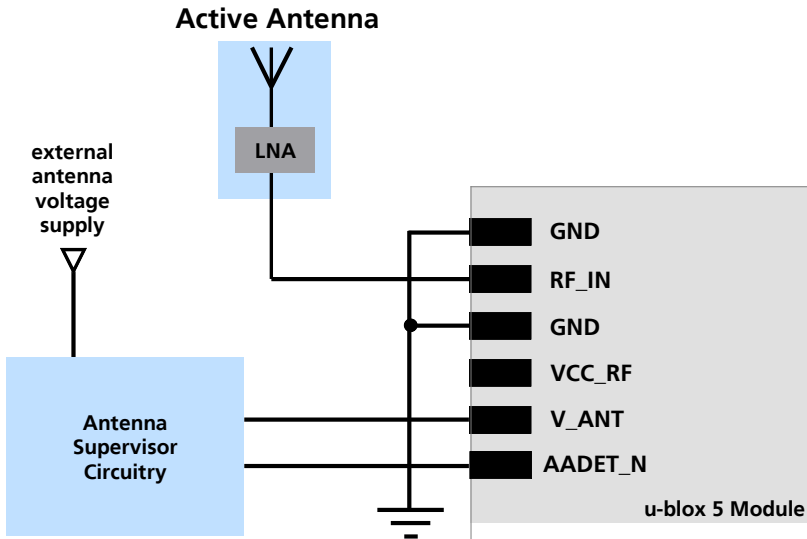 Active Antenna
LNA
external
antenna
voltage
supply
GND
RF_IN
GND
VCC_RF
V_ANT
AADET_N
Antenna
Supervisor
Circuitry
u-blox 5 Module